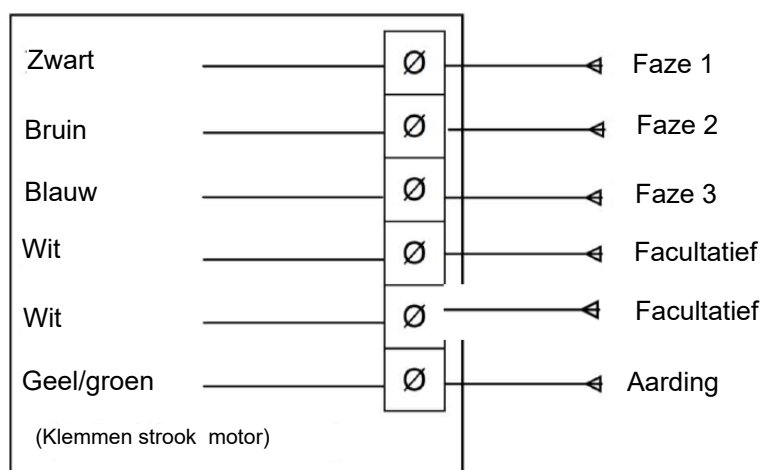 Zwart Ø Faze 1
Bruin Ø Faze 2
Blauw Ø Faze 3
Wit Ø Facultatief
Wit Ø Facultatief
Geel/groen Ø Aarding
(Klemmen strook motor)